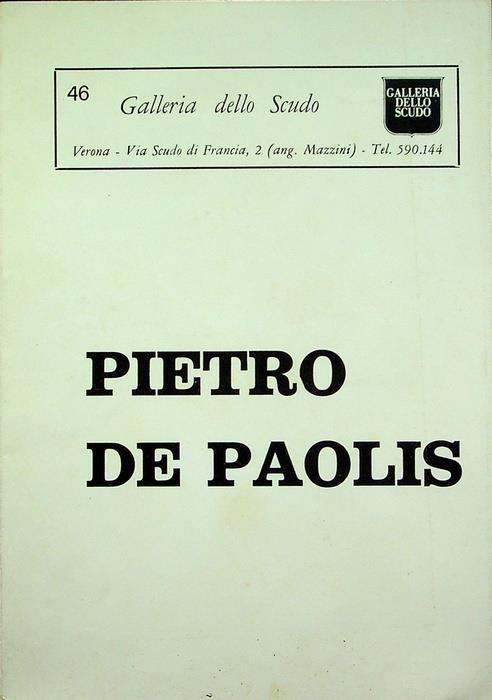 46
Galleria dello Scudo
GALLERIA
DELLO
SCUDO
Verona - Via Scudo di Francia, 2 (ang. Mazzini) - Tel. 590.144
PIETRO
DE PAOLIS